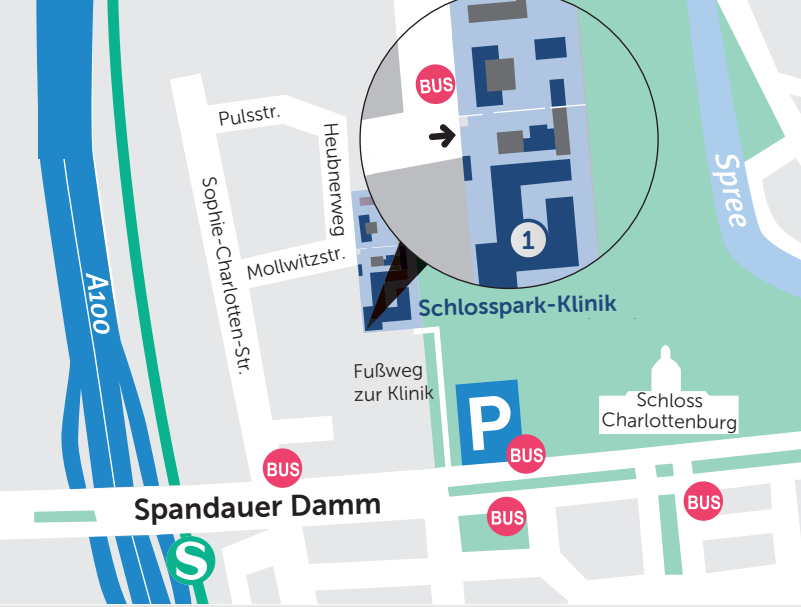 BUS
Pulsstr.
Heubnerweg
Sophie-Charlotten-Str.
Mollwitzstr.
Spree
A100
1
Schlosspark-Klinik
Fußweg
zur Klinik
P
Schloss
Charlottenburg
BUS
BUS
Spandauer Damm
BUS
BUS
S